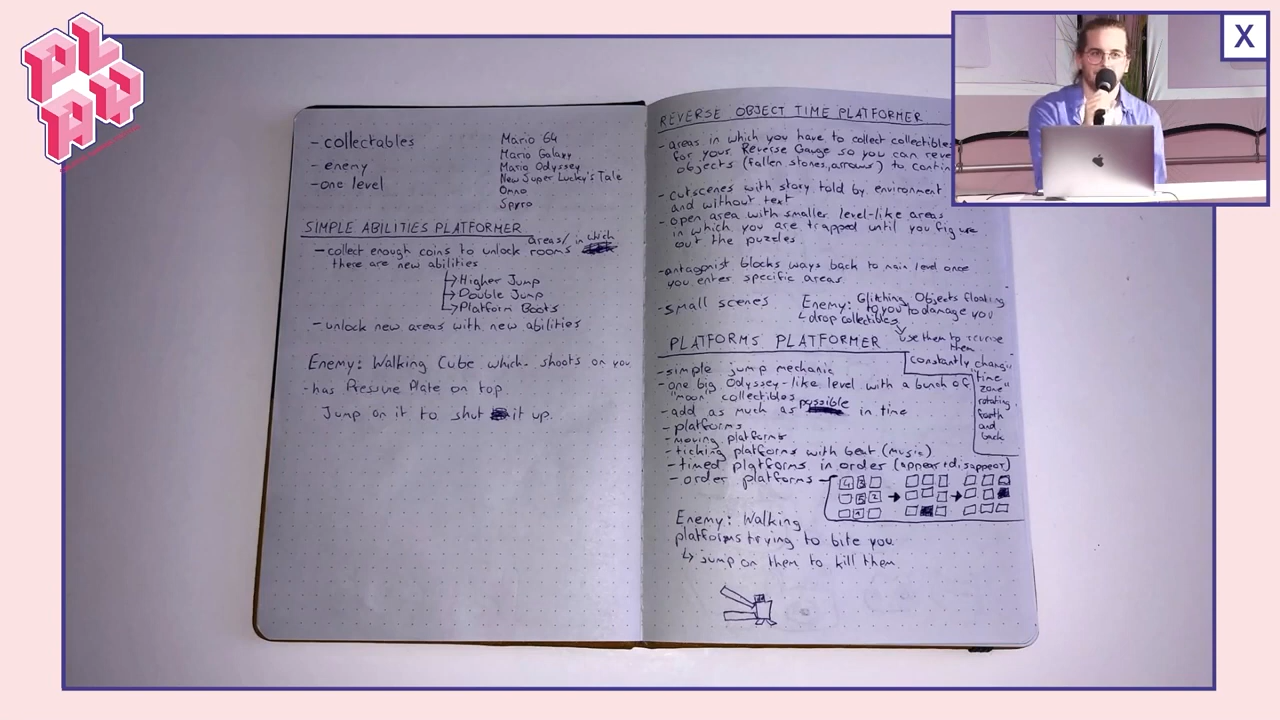 PLAY
X
- collectables
- enemy
- one level
Mario 64
Mario Galaxy
Mario Odyssey
New Super Lucky's Tale
Omno
Spyro
SIMPLE ABILITIES PLATFORMER
- collect enough coins to unlock rooms areas/ in which
there are new abilities
Higher Jump
Double Jump
Platform Boots
- unlock new areas with new abilities
Enemy: Walking Cube which shoots on you
- has Pressure Plate on top.
Jump on it to shut it up.
REVERSE OBJECT TIME PLATFORMER
- areas in which you have to collect collectibles
for your Reverse Gauge so you can reve
objects (fallen stones, arrows) to contin
- cutscenes with story told by environment
and without text
- open area with smaller level-like areas
in which you are trapped until you figure
out the puzzles
- antagonist blocks ways back to main level once
you enter specific areas
- small scenes
Enemy: Glitching Objects floating
to you to damage you
drop collectibles
use them to reverse
them
PLATFORMS PLATFORMER
constantly change
"time
zone"
rotating
forth
and
back
- simple jump mechanic
- one big Odyssey-like level with a bunch of
"moon" collectibles
- add as much as possible in time
- platforms
- moving platforms
- ticking platforms with beat (music)
- timed platforms in order (appear + disappear)
- order platforms
Enemy: Walking
platforms trying to bite you
jump on them to kill them